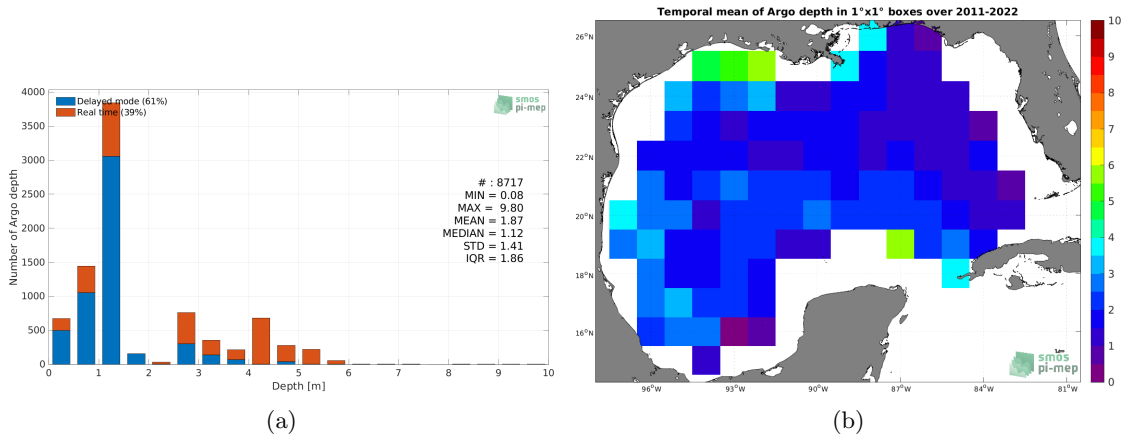 Delayed mode (61%)
Real time (39%)
smos
pi-mep
# : 8717
MIN = 0.08
MAX = 9.80
MEAN = 1.87
MEDIAN = 1.12
STD = 1.41
IQR = 1.86
Number of Argo depth
4000
3500
3000
2500
2000
1500
1000
500
0
0 1 2 3 4 5 6 7 8 9 10
Depth [m]
(a)
Temporal mean of Argo depth in 1°x1° boxes over 2011-2022
26°N
24°N
22°N
20°N
18°N
16°N
96°W 93°W 90°W 87°W 84°W 81°W
smos
pi-mep
10
9
8
7
6
5
4
3
2
1
0
(b)